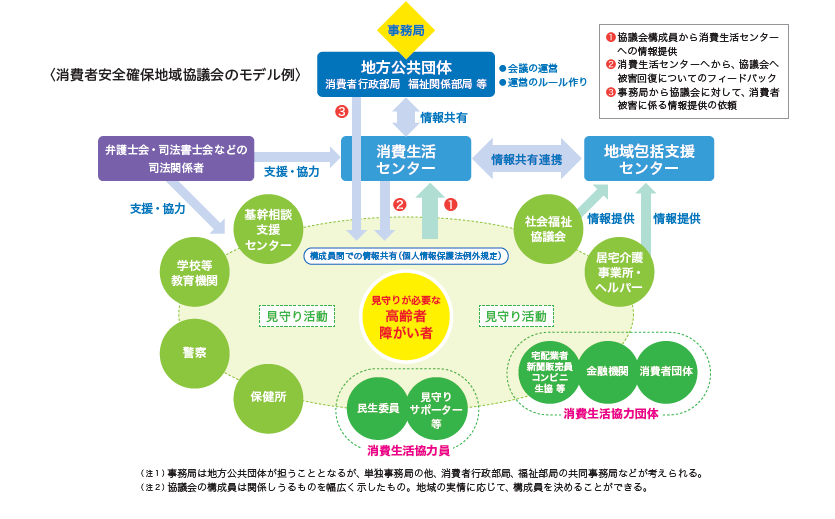 事務局
〈消費者安全確保地域協議会のモデル例〉
地方公共団体
消費者行政部局 福祉関係部局 等
●会議の運営
●運営のルール作り
❶協議会構成員から消費生活センター
への情報提供
❷消費生活センターへから、協議会へ
被害回復についてのフィードバック
❸事務局から協議会に対して、消費者
被害に係る情報提供の依頼
❸
情報共有
弁護士会・司法書士会などの
司法関係者
支援・協力
消費生活
センター
情報共有連携
地域包括支援
センター
支援・協力
❷
❶
情報提供
情報提供
基幹相談
支援
センター
社会福祉
協議会
構成員間での情報共有(個人情報保護法例外規定)
学校等
教育機関
居宅介護
事業所・
ヘルパー
見守りが必要な
高齢者
障がい者
見守り活動
見守り活動
警察
保健所
宅配業者
新聞販売員
コンビニ
生協 等
金融機関
消費者団体
消費生活協力団体
民生委員
見守り
サポーター
等
消費生活協力員
(注1)事務局は地方公共団体が担うこととなるが、単独事務局の他、消費者行政部局、福祉部局の共同事務局などが考えられる。
(注2)協議会の構成員は関係しうるものを幅広く示したもの。地域の実情に応じて、構成員を決めることができる。